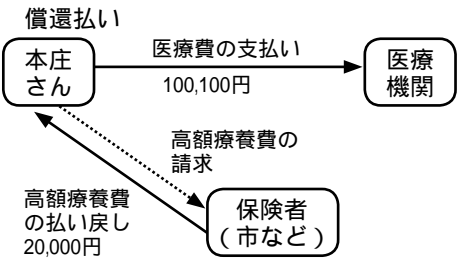 償還払い
本庄
さん
医療費の支払い
100,100円
医療
機関
高額療養費の
請求
高額療養費
の払い戻し
20,000円
保険者
(市など)